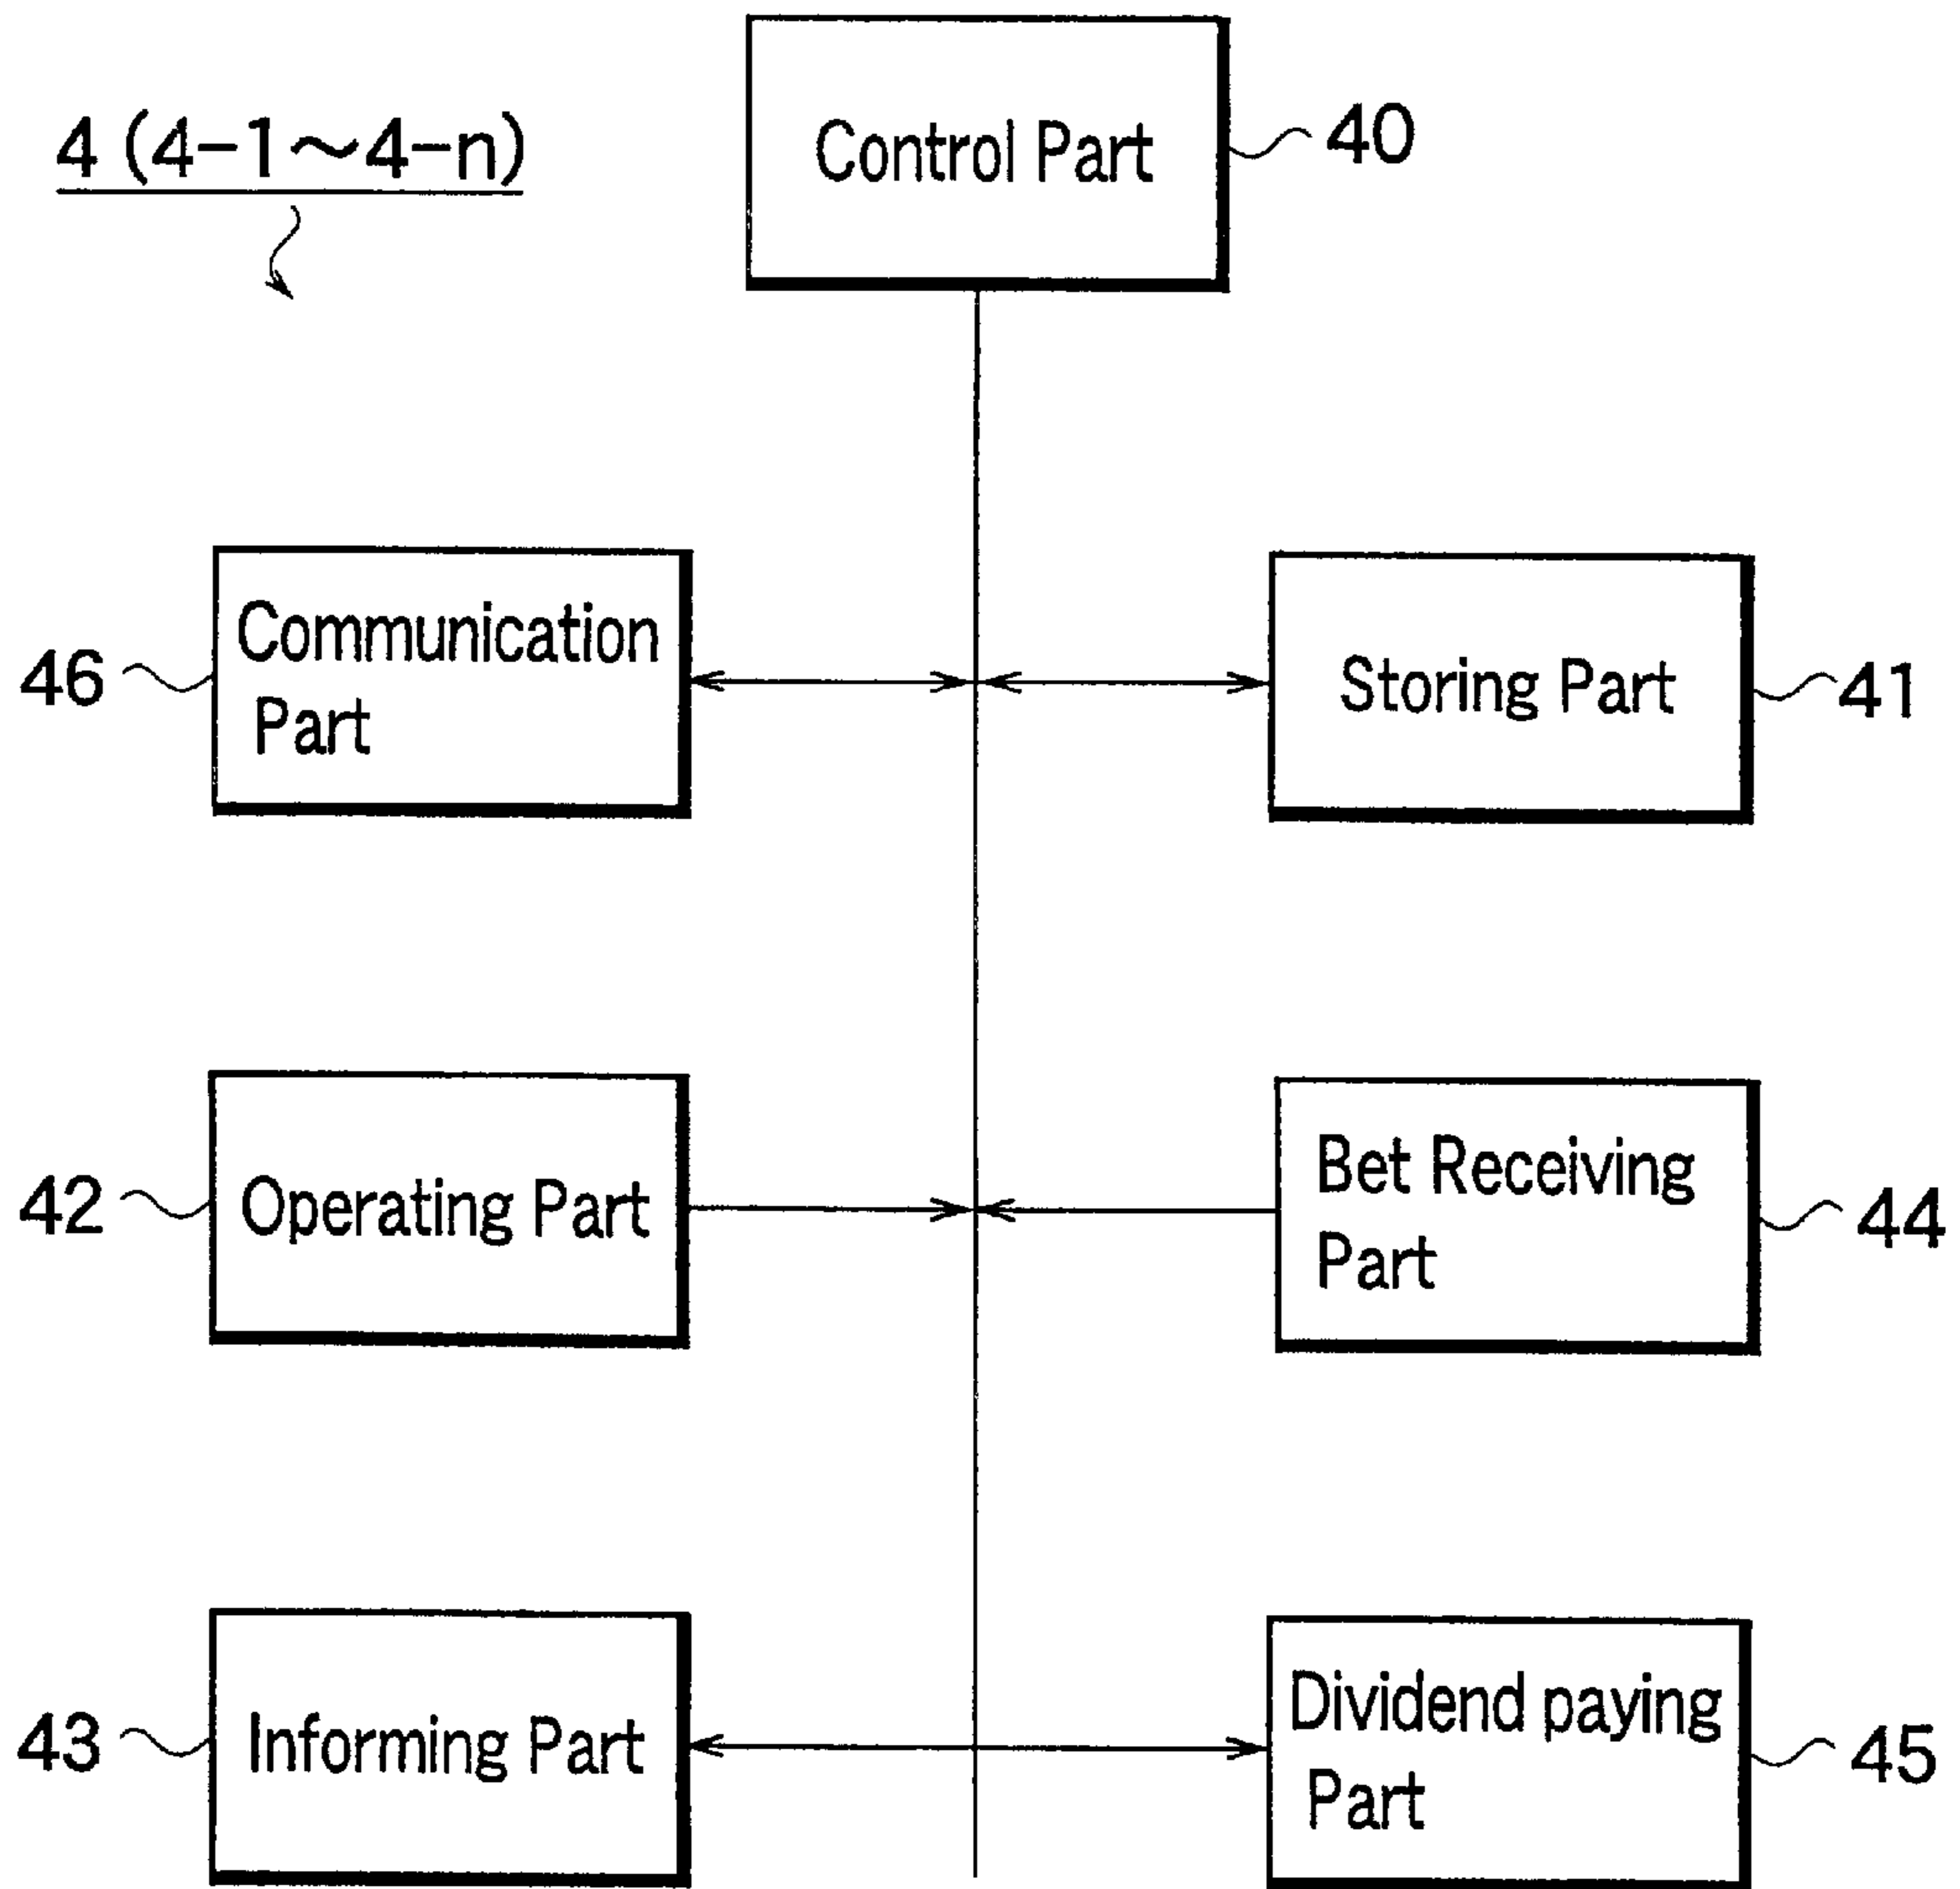 4 (4-1～4-n)
Control Part
40
46
Communication
Part
Storing Part
41
42
Operating Part
Bet Receiving
Part
44
43
Informing Part
Dividend paying
Part
45